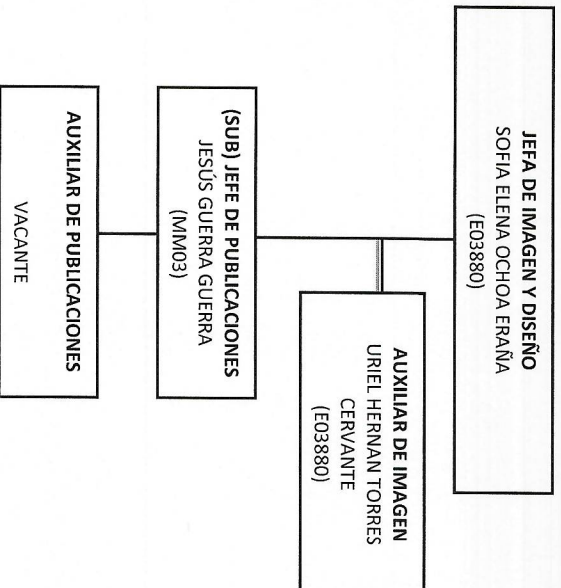 JEFA DE IMAGEN Y DISEÑO
SOFIA ELENA OCHOA ERAÑA
(E03880)
AUXILIAR DE IMAGEN
URIEL HERNAN TORRES
CERVANTE
(E03880)
(SUB) JEFE DE PUBLICACIONES
JESÚS GUERRA GUERRA
(MM03)
AUXILIAR DE PUBLICACIONES
VACANTE